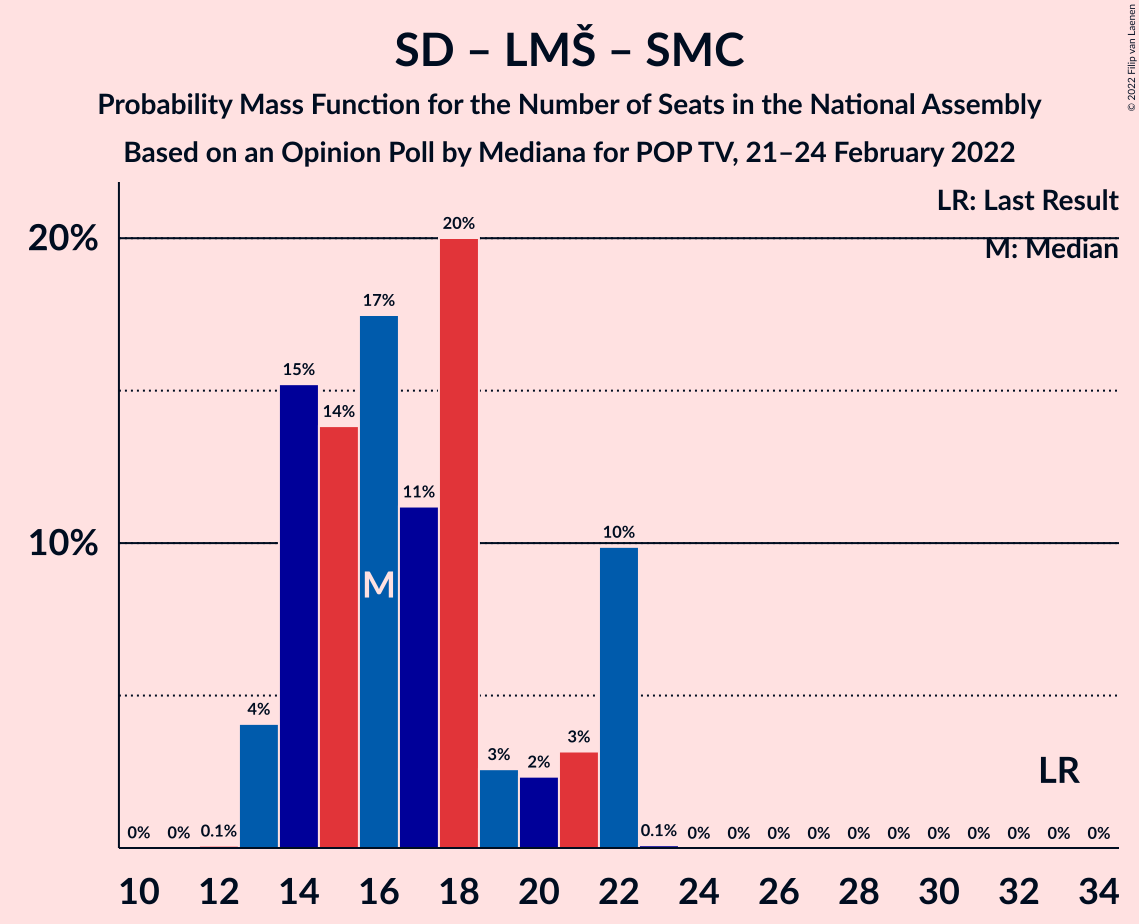 SD – LMŠ – SMC
Probability Mass Function for the Number of Seats in the National Assembly
Based on an Opinion Poll by Mediana for POP TV, 21–24 February 2022
© 2022 Filip van Laenen
LR: Last Result
M: Median
20%
10%
0% 0% 0.1% 4% 15% 14% 17% 11% 20% 3% 2% 3% 10% 0.1% 0% 0% 0% 0% 0% 0% 0% 0% 0% 0% 0%
M
LR
10 12 14 16 18 20 22 24 26 28 30 32 34